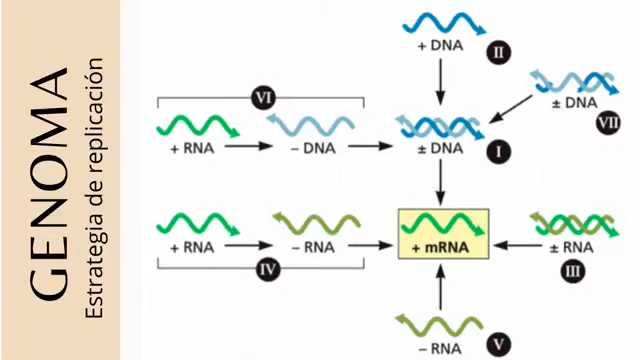 GENOMA
Estrategia de replicación
+ DNA
II
VI
± DNA
VII
+ RNA
– DNA
± DNA
I
+ RNA
– RNA
+ mRNA
± RNA
IV
III
– RNA
V